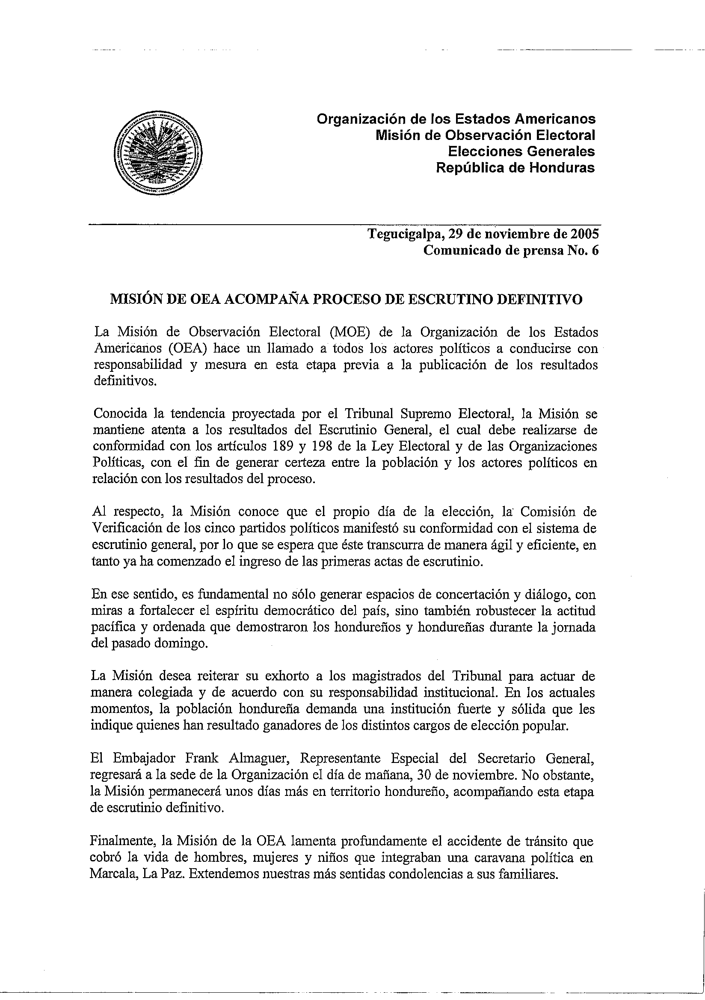 Organización de los Estados Americanos
Misión de Observación Electoral
Elecciones Generales
República de Honduras
Tegucigalpa, 29 de noviembre de 2005
Comunicado de prensa No. 6
MISIÓN DE OEA ACOMPAÑA PROCESO DE ESCRUTINO DEFINITIVO
La Misión de Observación Electoral (MOE) de la Organización de los Estados
Americanos (OEA) hace un llamado a todos los actores políticos a conducirse con
responsabilidad y mesura en esta etapa previa a la publicación de los resultados
definitivos.
Conocida la tendencia proyectada por el Tribunal Supremo Electoral, la Misión se
mantiene atenta a los resultados del Escrutinio General, el cual debe realizarse de
conformidad con los artículos 189 y 198 de la Ley Electoral y de las Organizaciones
Políticas, con el fin de generar certeza entre la población y los actores políticos en
relación con los resultados del proceso.
Al respecto, la Misión conoce que el propio día de la elección, la Comisión de
Verificación de los cinco partidos políticos manifestó su conformidad con el sistema de
escrutinio general, por lo que se espera que éste transcurra de manera ágil y eficiente, en
tanto ya ha comenzado el ingreso de las primeras actas de escrutinio.
En ese sentido, es fundamental no sólo generar espacios de concertación y diálogo, con
miras a fortalecer el espíritu democrático del país, sino también robustecer la actitud
pacífica y ordenada que demostraron los hondureños y hondureñas durante la jornada
del pasado domingo.
La Misión desea reiterar su exhorto a los magistrados del Tribunal para actuar de
manera colegiada y de acuerdo con su responsabilidad institucional. En los actuales
momentos, la población hondureña demanda una institución fuerte y sólida que les
indique quienes han resultado ganadores de los distintos cargos de elección popular.
El Embajador Frank Almaguer, Representante Especial del Secretario General,
regresará a la sede de la Organización el día de mañana, 30 de noviembre. No obstante,
la Misión permanecerá unos días más en territorio hondureño, acompañando esta etapa
de escrutinio definitivo.
Finalmente, la Misión de la OEA lamenta profundamente el accidente de tránsito que
cobró la vida de hombres, mujeres y niños que integraban una caravana política en
Marcala, La Paz. Extendemos nuestras más sentidas condolencias a sus familiares.